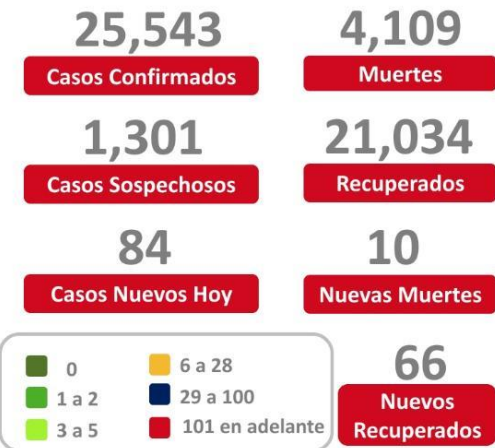 25,543
Casos Confirmados
4,109
Muertes
1,301
Casos Sospechosos
21,034
Recuperados
84
Casos Nuevos Hoy
10
Nuevas Muertes
0
1 a 2
3 a 5
6 a 28
29 a 100
101 en adelante
66
Nuevos
Recuperados